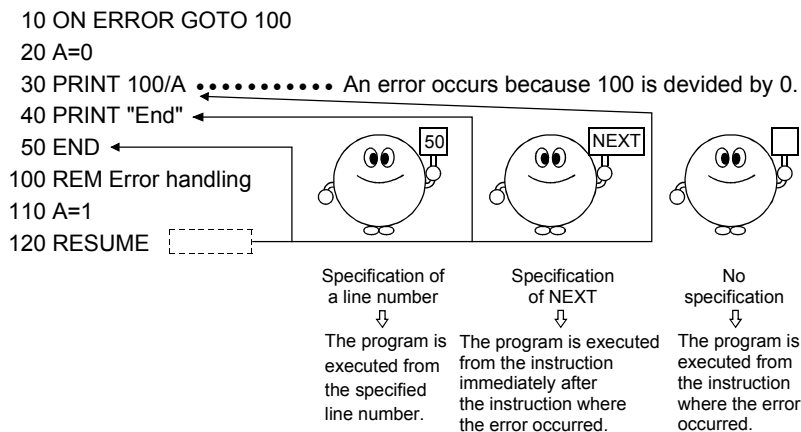 10 ON ERROR GOTO 100
20 A=0
30 PRINT 100/A ••••••••••• An error occurs because 100 is devided by 0.
40 PRINT "End"
50 END
100 REM Error handling
110 A=1
120 RESUME
50
NEXT
Specification of
a line number
⇩
The program is
executed from
the specified
line number.
Specification
of NEXT
⇩
The program is executed
from the instruction
immediately after
the instruction where
the error occurred.
No
specification
⇩
The program is
executed from
the instruction
where the error
occurred.